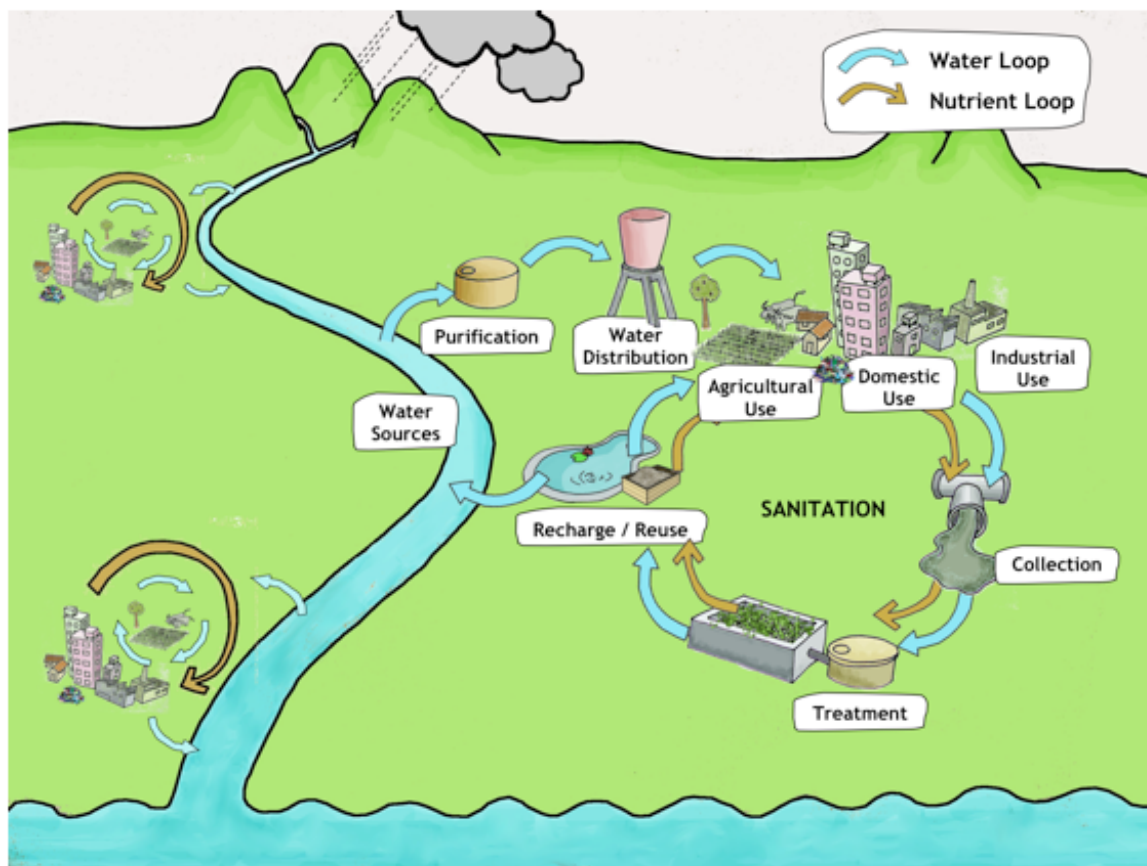 Water Loop
Nutrient Loop
Purification
Water
Distribution
Agricultural
Use
Domestic
Use
Industrial
Use
Water
Sources
Recharge / Reuse
SANITATION
Collection
Treatment